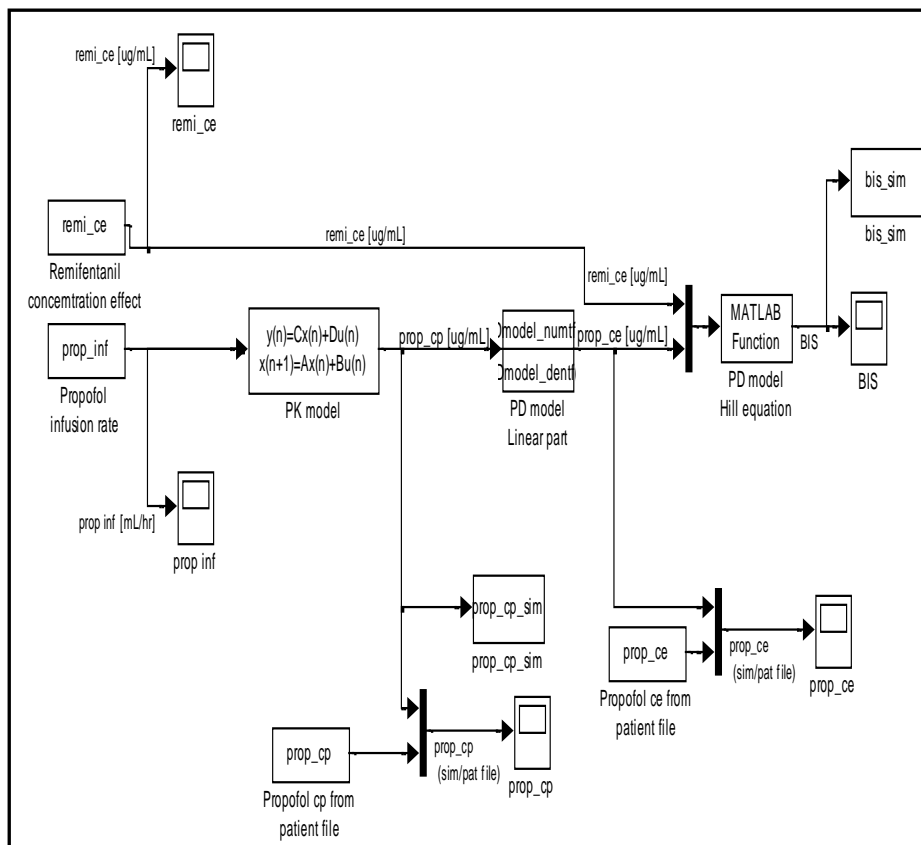 remi_ce [ug/mL]
remi_ce
remi_ce
Remifentanil
concemtration effect
remi_ce [ug/mL]
remi_ce [ug/mL]
bis_sim
bis_sim
prop_inf
Propofol
infusion rate
y(n)=Cx(n)+Du(n)
x(n+1)=Ax(n)+Bu(n)
PK model
prop_cp [ug/mL]
Omodel_numtf
Omodel_dentf
PD model
Linear part
prop_ce [ug/mL]
MATLAB
Function
PD model
Hill equation
BIS
BIS
prop inf [mL/hr]
prop inf
prop_cp_sim
prop_cp_sim
prop_ce
Propofol ce from
patient file
prop_ce
(sim/pat file)
prop_ce
prop_cp
Propofol cp from
patient file
prop_cp
(sim/pat file)
prop_cp